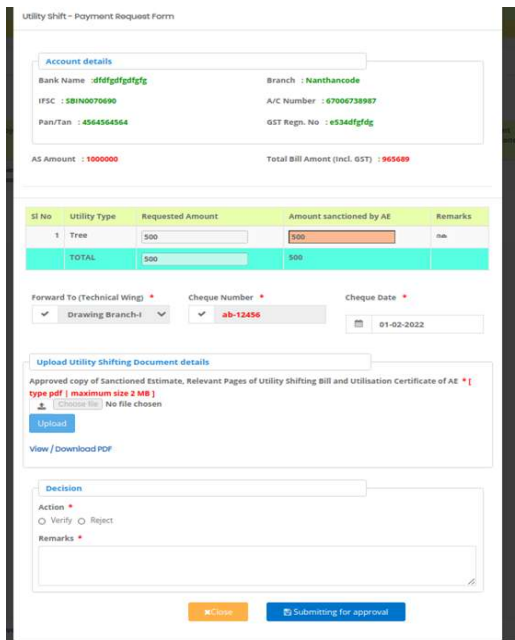 Utility Shift - Payment Request Form
Account details
Bank Name :dfdfgdfgdfgfg Branch : Nanthancode
IFSC : SBIN0070690 A/C Number : 67006738987
Pan/Tan : 4564564564 GST Regn. No : e534dfgfdg
AS Amount : 1000000 Total Bill Amont (Incl. GST) : 965689
Sl No Utility Type Requested Amount Amount sanctioned by AE Remarks
1 Tree 500 500
TOTAL 500 500
Forward To (Technical Wing) * Cheque Number * Cheque Date *
Drawing Branch-I ab-12456 01-02-2022
Upload Utility Shifting Document details
Approved copy of Sanctioned Estimate, Relevant Pages of Utility Shifting Bill and Utilisation Certificate of AE * [
type pdf | maximum size 2 MB ]
Choose file No file chosen
Upload
View / Download PDF
Decision
Action *
Verify Reject
Remarks *
Close Submitting for approval